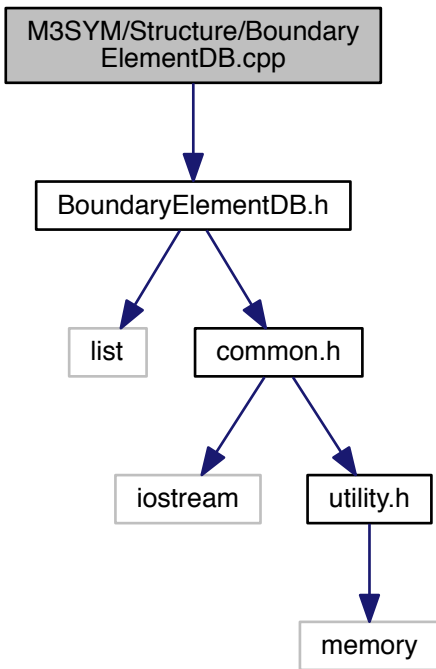 M3SYM/Structure/Boundary
ElementDB.cpp
BoundaryElementDB.h
list
common.h
iostream
utility.h
memory